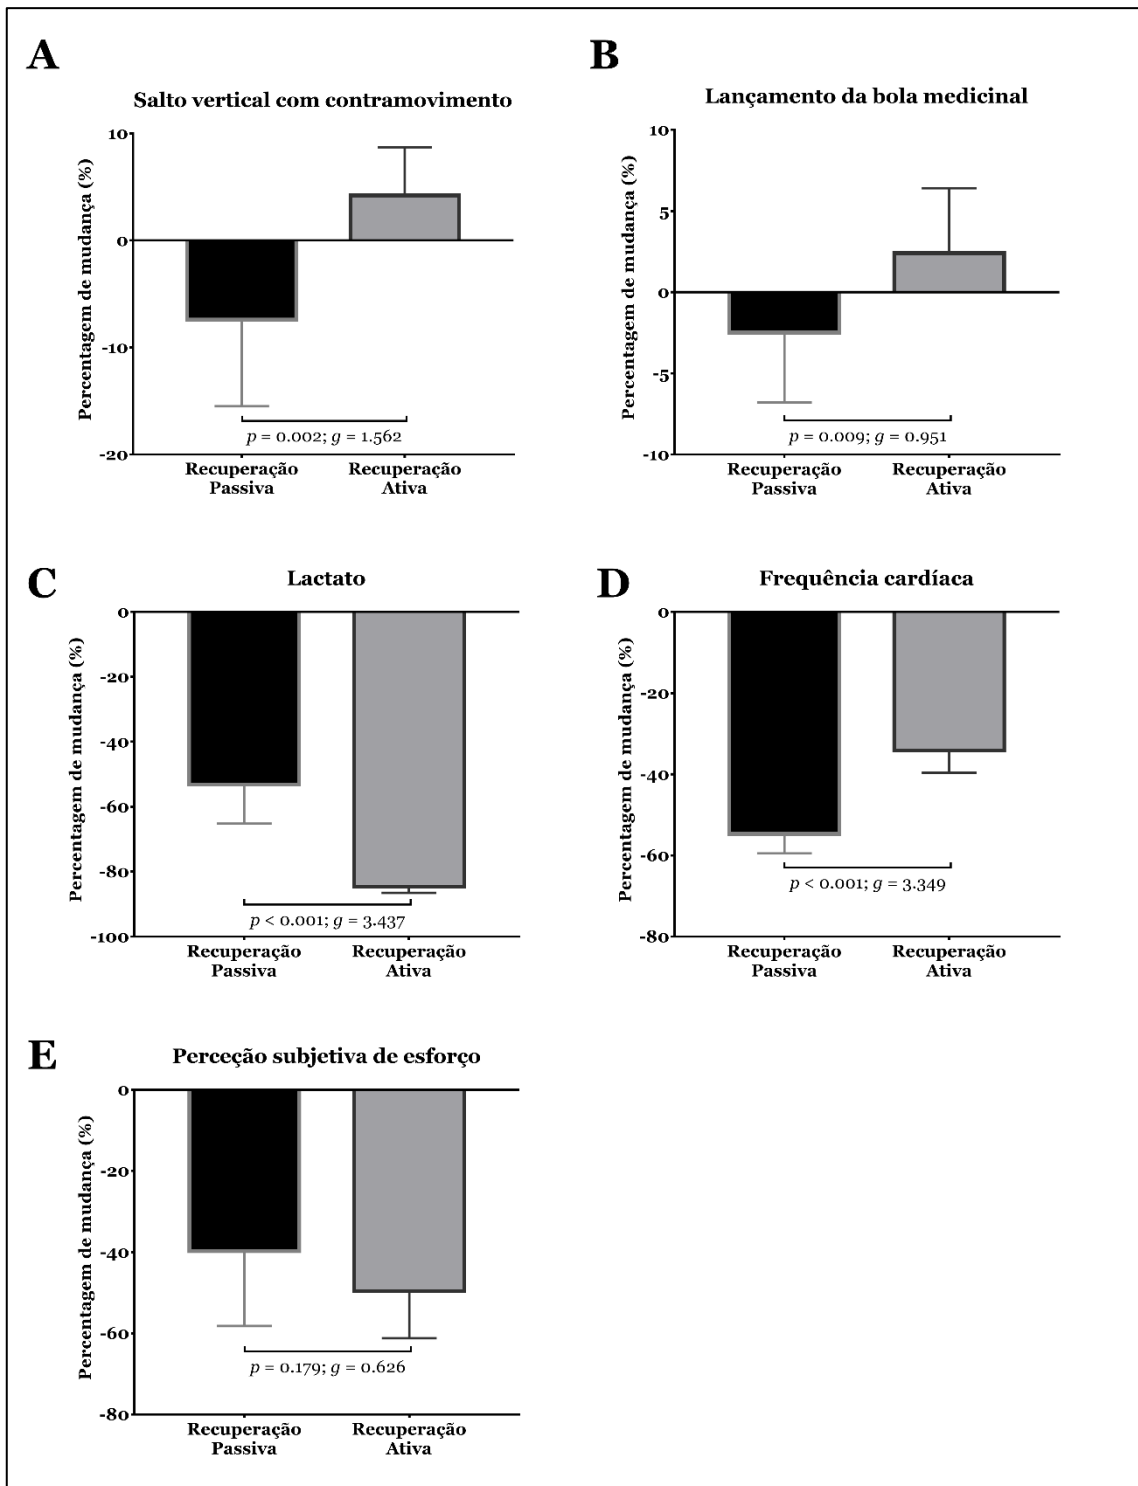 A
Salto vertical com contramovimento
Percentagem de mudança (%)
10
0
-10
-20
p = 0.002; g = 1.562
Recuperação
Passiva
Recuperação
Ativa
B
Lançamento da bola medicinal
Percentagem de mudança (%)
10
5
0
-5
-10
p = 0.009; g = 0.951
Recuperação
Passiva
Recuperação
Ativa
C
Lactato
Percentagem de mudança (%)
0
-20
-40
-60
-80
-100
p < 0.001; g = 3.437
Recuperação
Passiva
Recuperação
Ativa
D
Frequência cardíaca
Percentagem de mudança (%)
0
-20
-40
-60
-80
p < 0.001; g = 3.349
Recuperação
Passiva
Recuperação
Ativa
E
Perceção subjetiva de esforço
Percentagem de mudança (%)
0
-20
-40
-60
-80
p = 0.179; g = 0.626
Recuperação
Passiva
Recuperação
Ativa